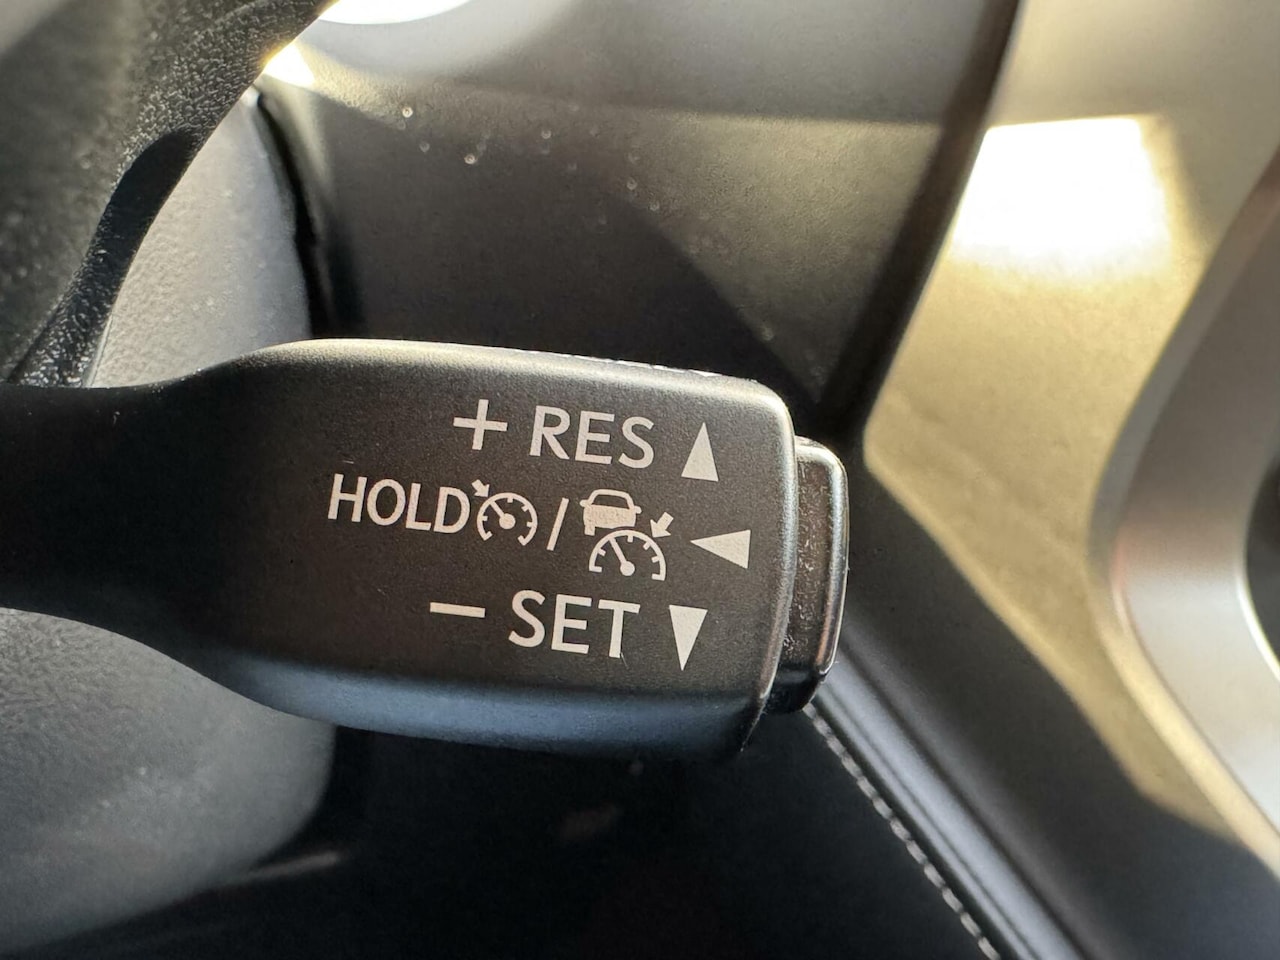 + RES
HOLD /
- SET